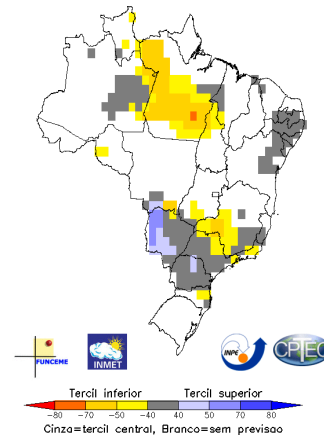 FUNCEME
INMET
INPE
CPTEC
Tercil inferior Tercil superior
-80 -70 -50 -40 40 50 70 80
Cinza=tercil central, Branco=sem previsao